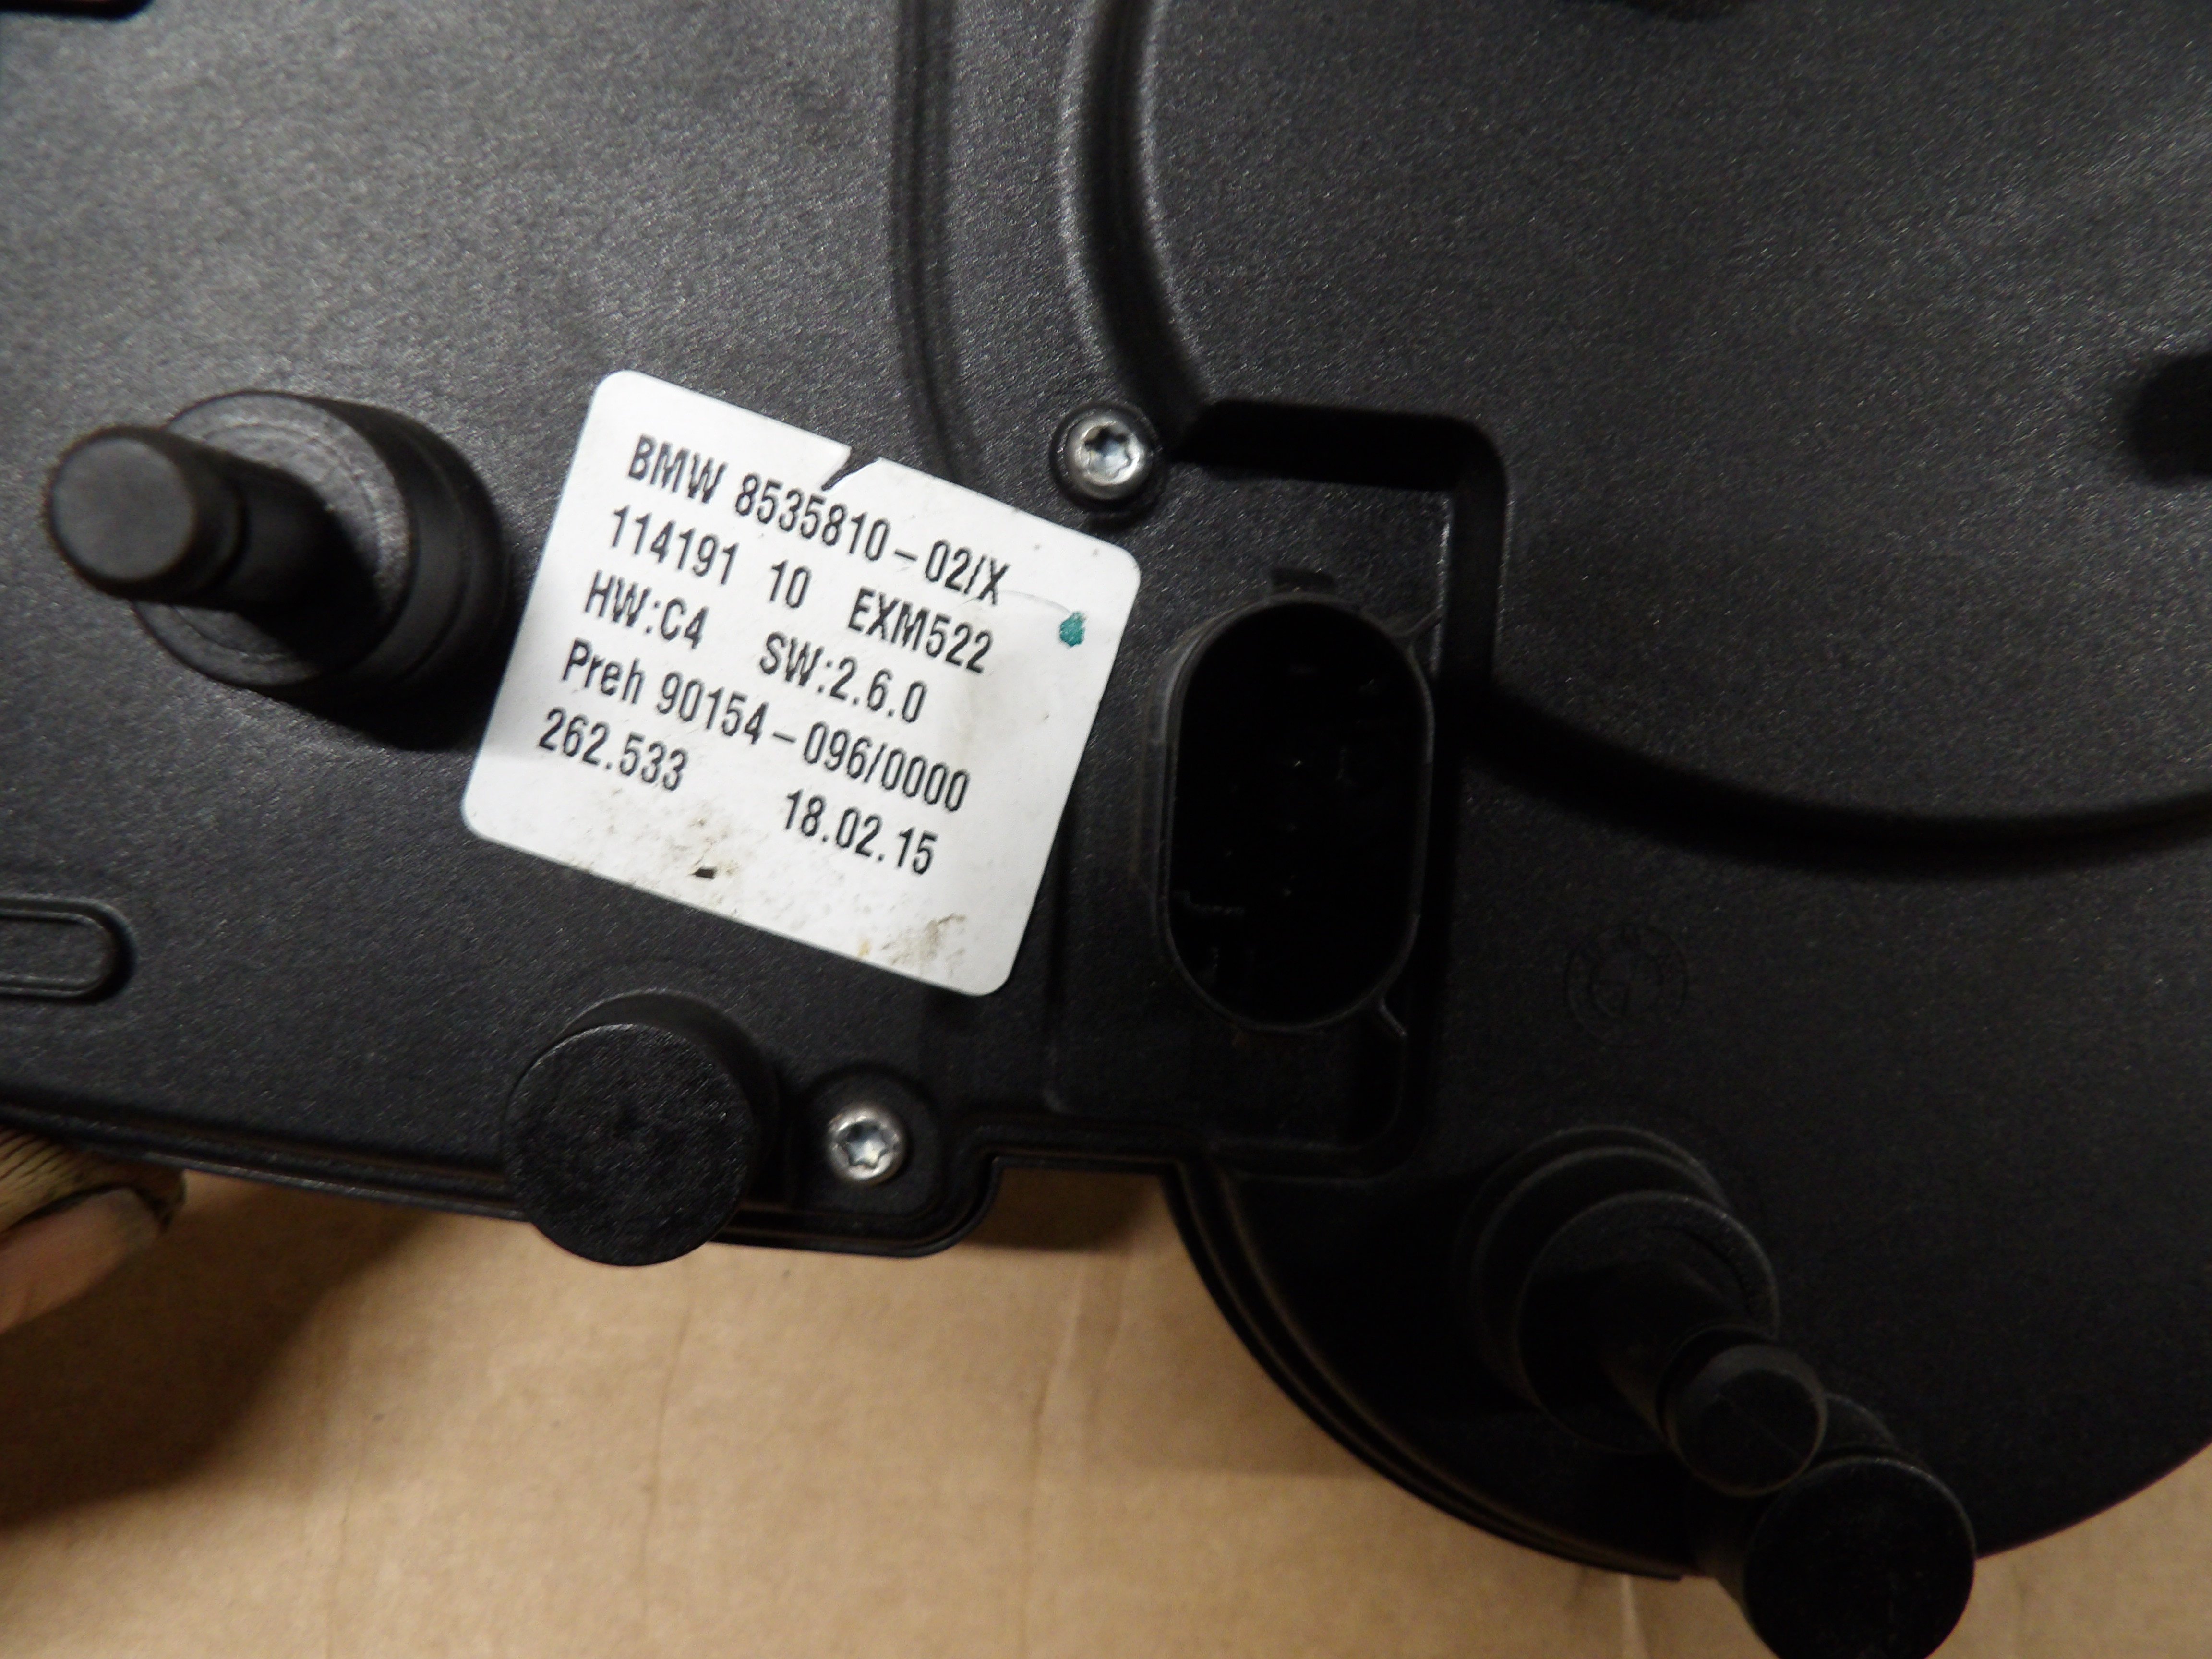 BMW 8535810-02/X
114191 10 EXM522
HW:C4 SW:2.6.0
Preh 90154-096/0000
262.533 18.02.15